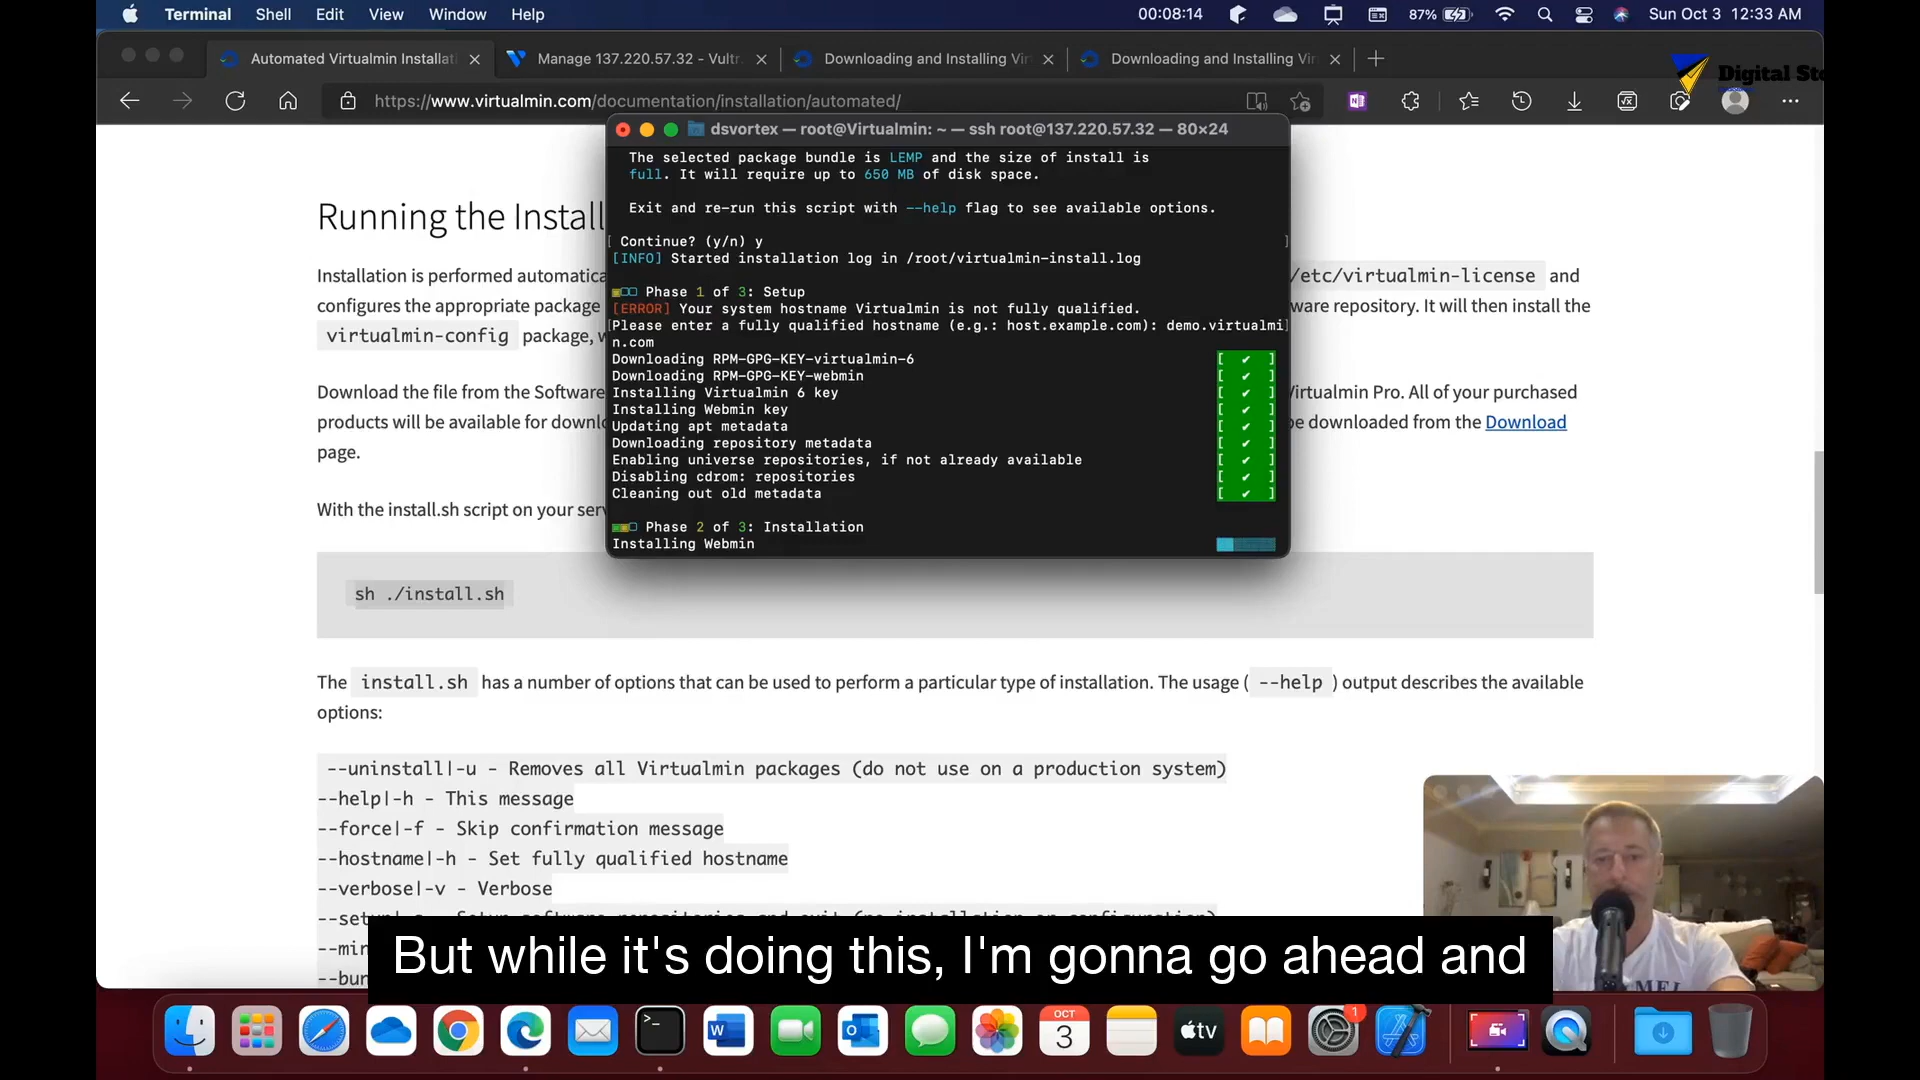 Terminal Shell Edit View Window Help 00:08:14 87% Sun Oct 3 12:33 AM
Automated Virtualmin Installati Manage 137.220.57.32 - Vultr. Downloading and Installing Vir Downloading and Installing Vir
Digital Sto
https://www.virtualmin.com/documentation/installation/automated/
dsvortex — root@Virtualmin: ~ — ssh root@137.220.57.32 — 80×24
The selected package bundle is LEMP and the size of install is
full. It will require up to 650 MB of disk space.
Exit and re-run this script with --help flag to see available options.
Continue? (y/n) y
[INFO] Started installation log in /root/virtualmin-install.log
Phase 1 of 3: Setup
[ERROR] Your system hostname Virtualmin is not fully qualified.
Please enter a fully qualified hostname (e.g.: host.example.com): demo.virtualmi
n.com
Downloading RPM-GPG-KEY-virtualmin-6 [ ✔ ]
Downloading RPM-GPG-KEY-webmin [ ✔ ]
Installing Virtualmin 6 key [ ✔ ]
Installing Webmin key [ ✔ ]
Updating apt metadata [ ✔ ]
Downloading repository metadata [ ✔ ]
Enabling universe repositories, if not already available [ ✔ ]
Disabling cdrom: repositories [ ✔ ]
Cleaning out old metadata [ ✔ ]
Phase 2 of 3: Installation
Installing Webmin
Running the Install
Installation is performed automatica /etc/virtualmin-license and
configures the appropriate package ware repository. It will then install the
virtualmin-config package, w
Download the file from the Software Virtualmin Pro. All of your purchased
products will be available for downlo be downloaded from the Download
page.
With the install.sh script on your serv
sh ./install.sh
The install.sh has a number of options that can be used to perform a particular type of installation. The usage ( --help ) output describes the available
options:
--uninstall|-u - Removes all Virtualmin packages (do not use on a production system)
--help|-h - This message
--force|-f - Skip confirmation message
--hostname|-h - Set fully qualified hostname
--verbose|-v - Verbose
--min
--bun
But while it's doing this, I'm gonna go ahead and
OCT
3
tv
1